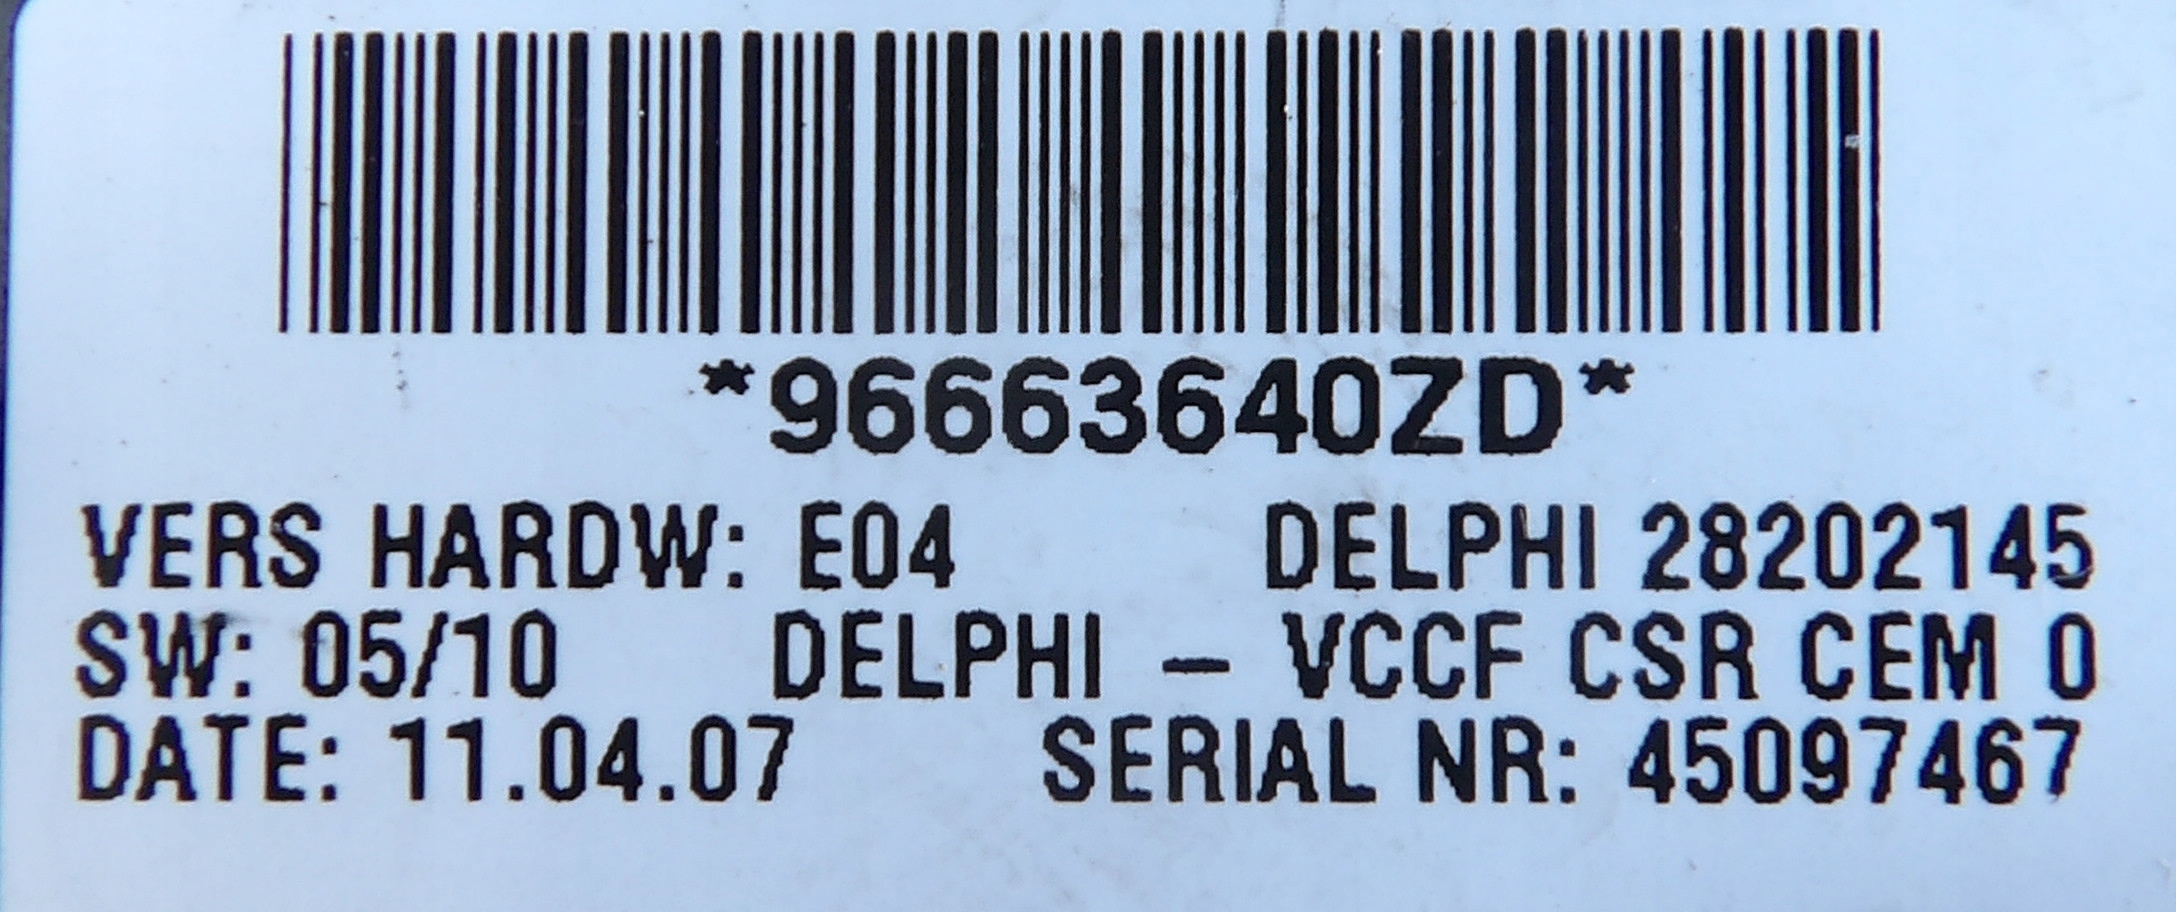 *96663640ZD*
VERS HARDW: E04 DELPHI 28202145
SW: 05/10 DELPHI – VCCF CSR CEM 0
DATE: 11.04.07 SERIAL NR: 45097467